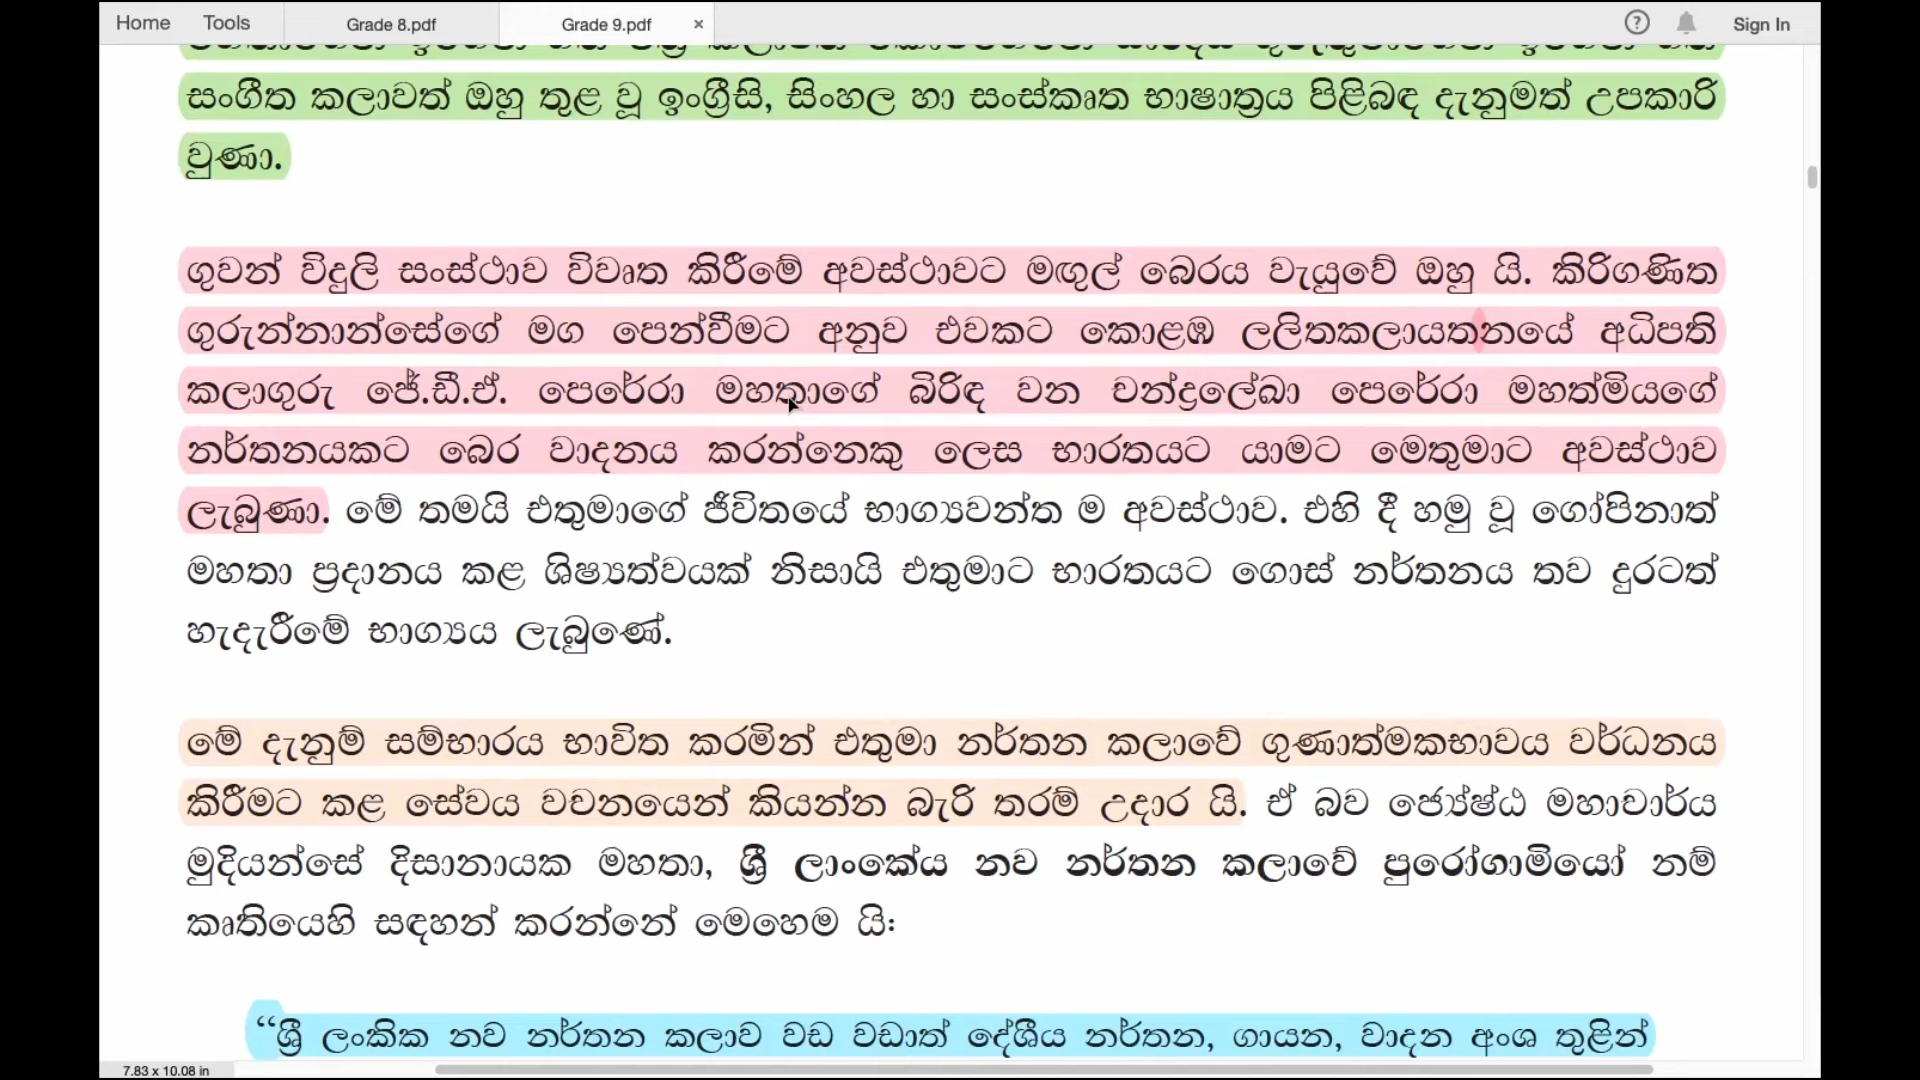 Home Tools Grade 8.pdf Grade 9.pdf × ? Sign In
සංගීත කලාවත් ඔහු තුළ වූ ඉංග්‍රීසි, සිංහල හා සංස්කෘත භාෂාත්‍රය පිළිබඳ දැනුමත් උපකාරි
වුණා.
ගුවන් විදුලි සංස්ථාව විවෘත කිරීමේ අවස්ථාවට මඟුල් බෙරය වැයුවේ ඔහු යි. කිරිගණිත
ගුරුන්නාන්සේගේ මග පෙන්වීමට අනුව එවකට කොළඹ ලලිතකලායතනයේ අධිපති
කලාගුරු ජේ.ඩී.ඒ. පෙරේරා මහතාගේ බිරිඳ වන චන්ද්‍රලේඛා පෙරේරා මහත්මියගේ
නර්තනයකට බෙර වාදනය කරන්නෙකු ලෙස භාරතයට යාමට මෙතුමාට අවස්ථාව
ලැබුණා. මේ තමයි එතුමාගේ ජීවිතයේ භාග්‍යවන්ත ම අවස්ථාව. එහි දී හමු වූ ගෝපිනාත්
මහතා ප්‍රදානය කළ ශිෂ්‍යත්වයක් නිසායි එතුමාට භාරතයට ගොස් නර්තනය තව දුරටත්
හැදෑරීමේ භාග්‍යය ලැබුණේ.
මේ දැනුම් සම්භාරය භාවිත කරමින් එතුමා නර්තන කලාවේ ගුණාත්මකභාවය වර්ධනය
කිරීමට කළ සේවය වචනයෙන් කියන්න බැරි තරම් උදාර යි. ඒ බව ජ්‍යේෂ්ඨ මහාචාර්ය
මුදියන්සේ දිසානායක මහතා, ශ්‍රී ලාංකේය නව නර්තන කලාවේ පුරෝගාමියෝ නම්
කෘතියෙහි සඳහන් කරන්නේ මෙහෙම යි:
“ශ්‍රී ලංකික නව නර්තන කලාව වඩ වඩාත් දේශීය නර්තන, ගායන, වාදන අංශ තුළින්
7.83 x 10.08 in